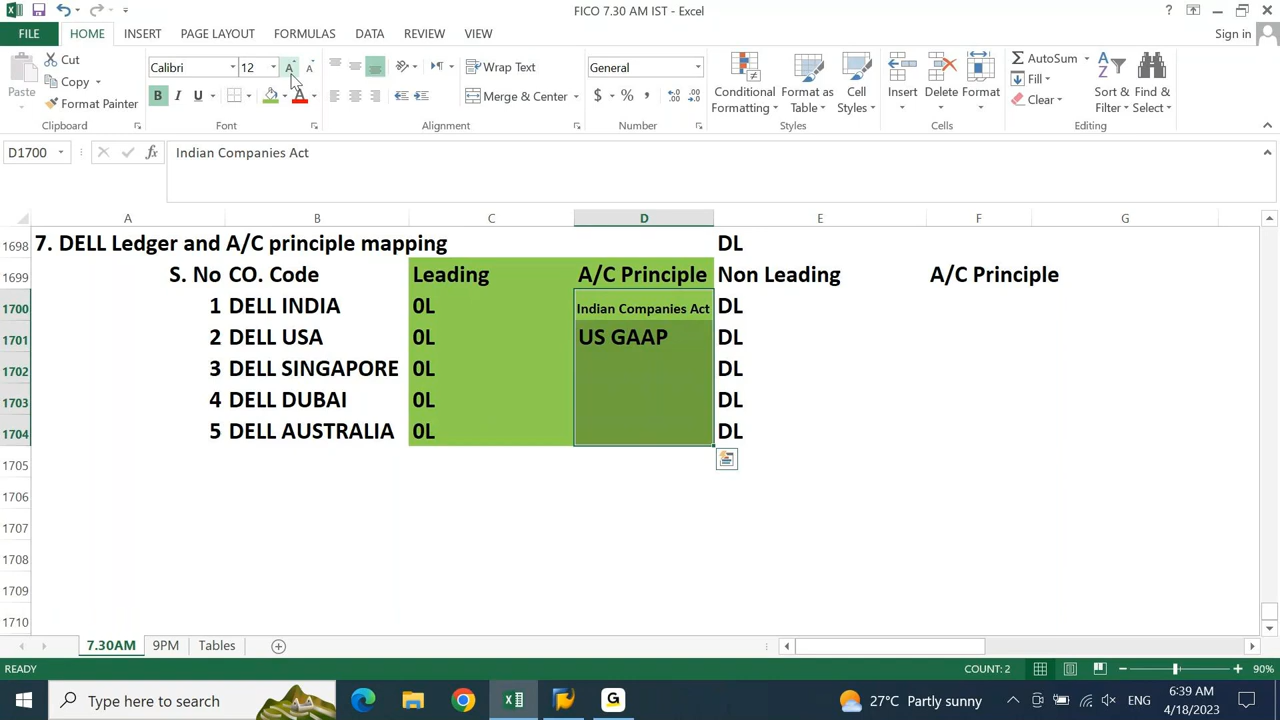 FICO 7.30 AM IST - Excel
?
FILE HOME INSERT PAGE LAYOUT FORMULAS DATA REVIEW VIEW Sign in
Paste Cut Copy Format Painter Clipboard
Calibri 12 A A B I U A Font
Wrap Text Merge & Center Alignment
General $ % , Number
Conditional Formatting Format as Table Cell Styles Styles
Insert Delete Format Cells
AutoSum Fill Clear Sort & Filter Find & Select Editing
D1700 fx Indian Companies Act
A B C D E F G
1698 7. DELL Ledger and A/C principle mapping DL
1699 S. No CO. Code Leading A/C Principle Non Leading A/C Principle
1700 1 DELL INDIA 0L Indian Companies Act DL
1701 2 DELL USA 0L US GAAP DL
1702 3 DELL SINGAPORE 0L DL
1703 4 DELL DUBAI 0L DL
1704 5 DELL AUSTRALIA 0L DL
1705
1706
1707
1708
1709
1710
7.30AM 9PM Tables
READY COUNT: 2 90%
Type here to search 27°C Partly sunny ENG 6:39 AM
4/18/2023